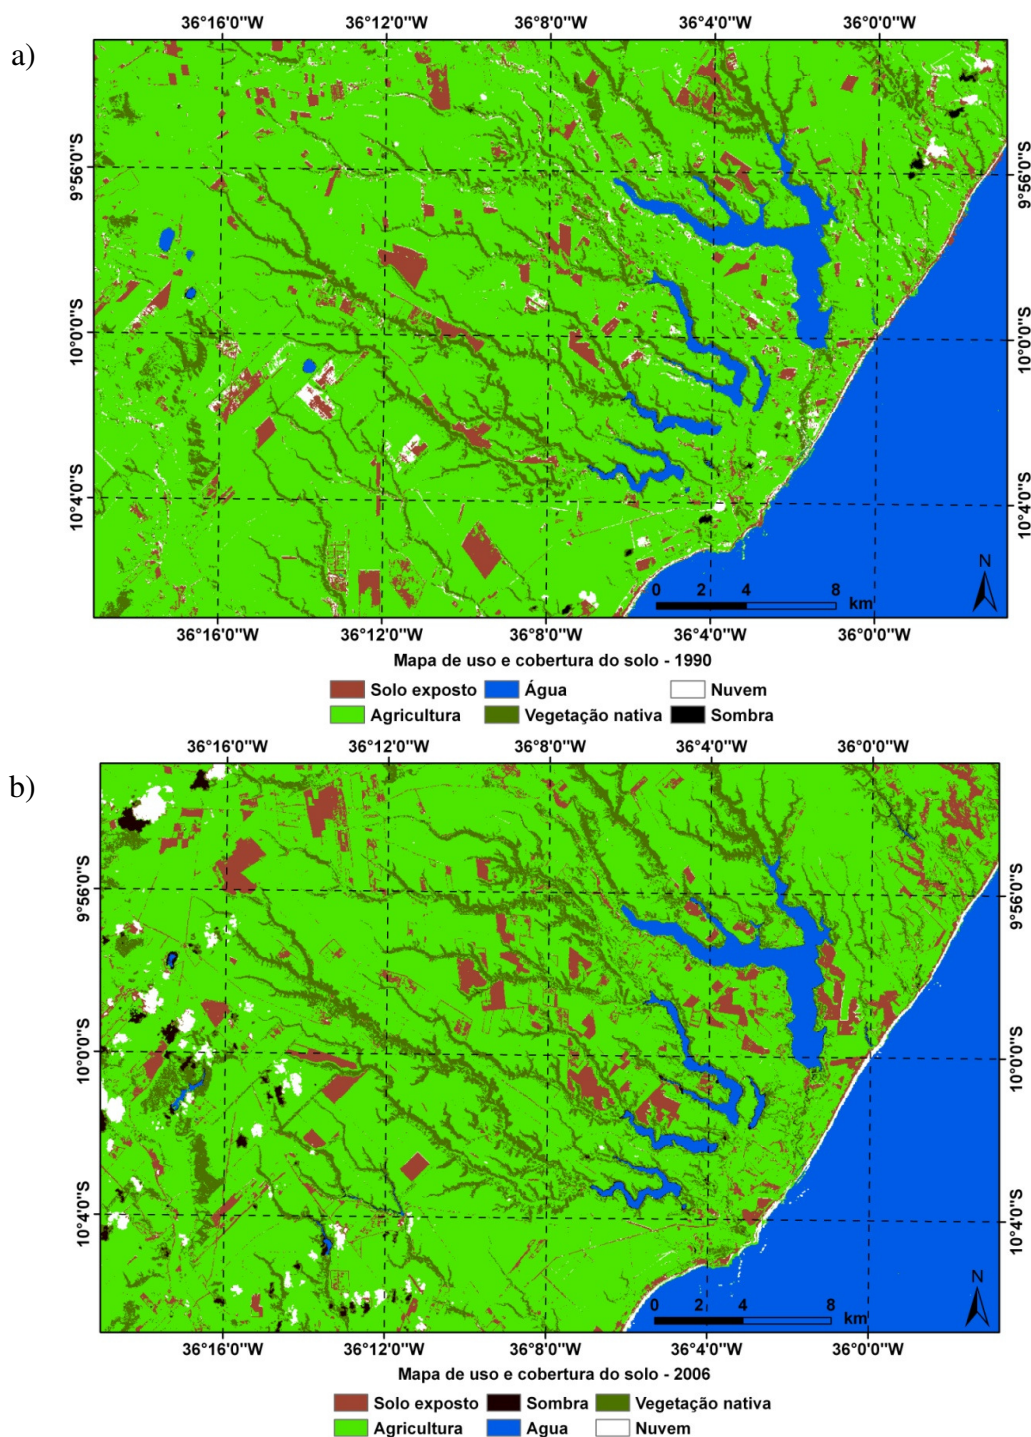 a)
36°16'0"W 36°12'0"W 36°8'0"W 36°4'0"W 36°0'0"W
9°56'0"S 9°56'0"S
10°0'0"S 10°0'0"S
10°4'0"S 10°4'0"S
N
0 2 4 8
km
36°16'0"W 36°12'0"W 36°8'0"W 36°4'0"W 36°0'0"W
Mapa de uso e cobertura do solo - 1990
Solo exposto Água Nuvem
Agricultura Vegetação nativa Sombra
b)
36°16'0"W 36°12'0"W 36°8'0"W 36°4'0"W 36°0'0"W
9°56'0"S 9°56'0"S
10°0'0"S 10°0'0"S
10°4'0"S 10°4'0"S
N
0 2 4 8
km
36°16'0"W 36°12'0"W 36°8'0"W 36°4'0"W 36°0'0"W
Mapa de uso e cobertura do solo - 2006
Solo exposto Sombra Vegetação nativa
Agricultura Agua Nuvem